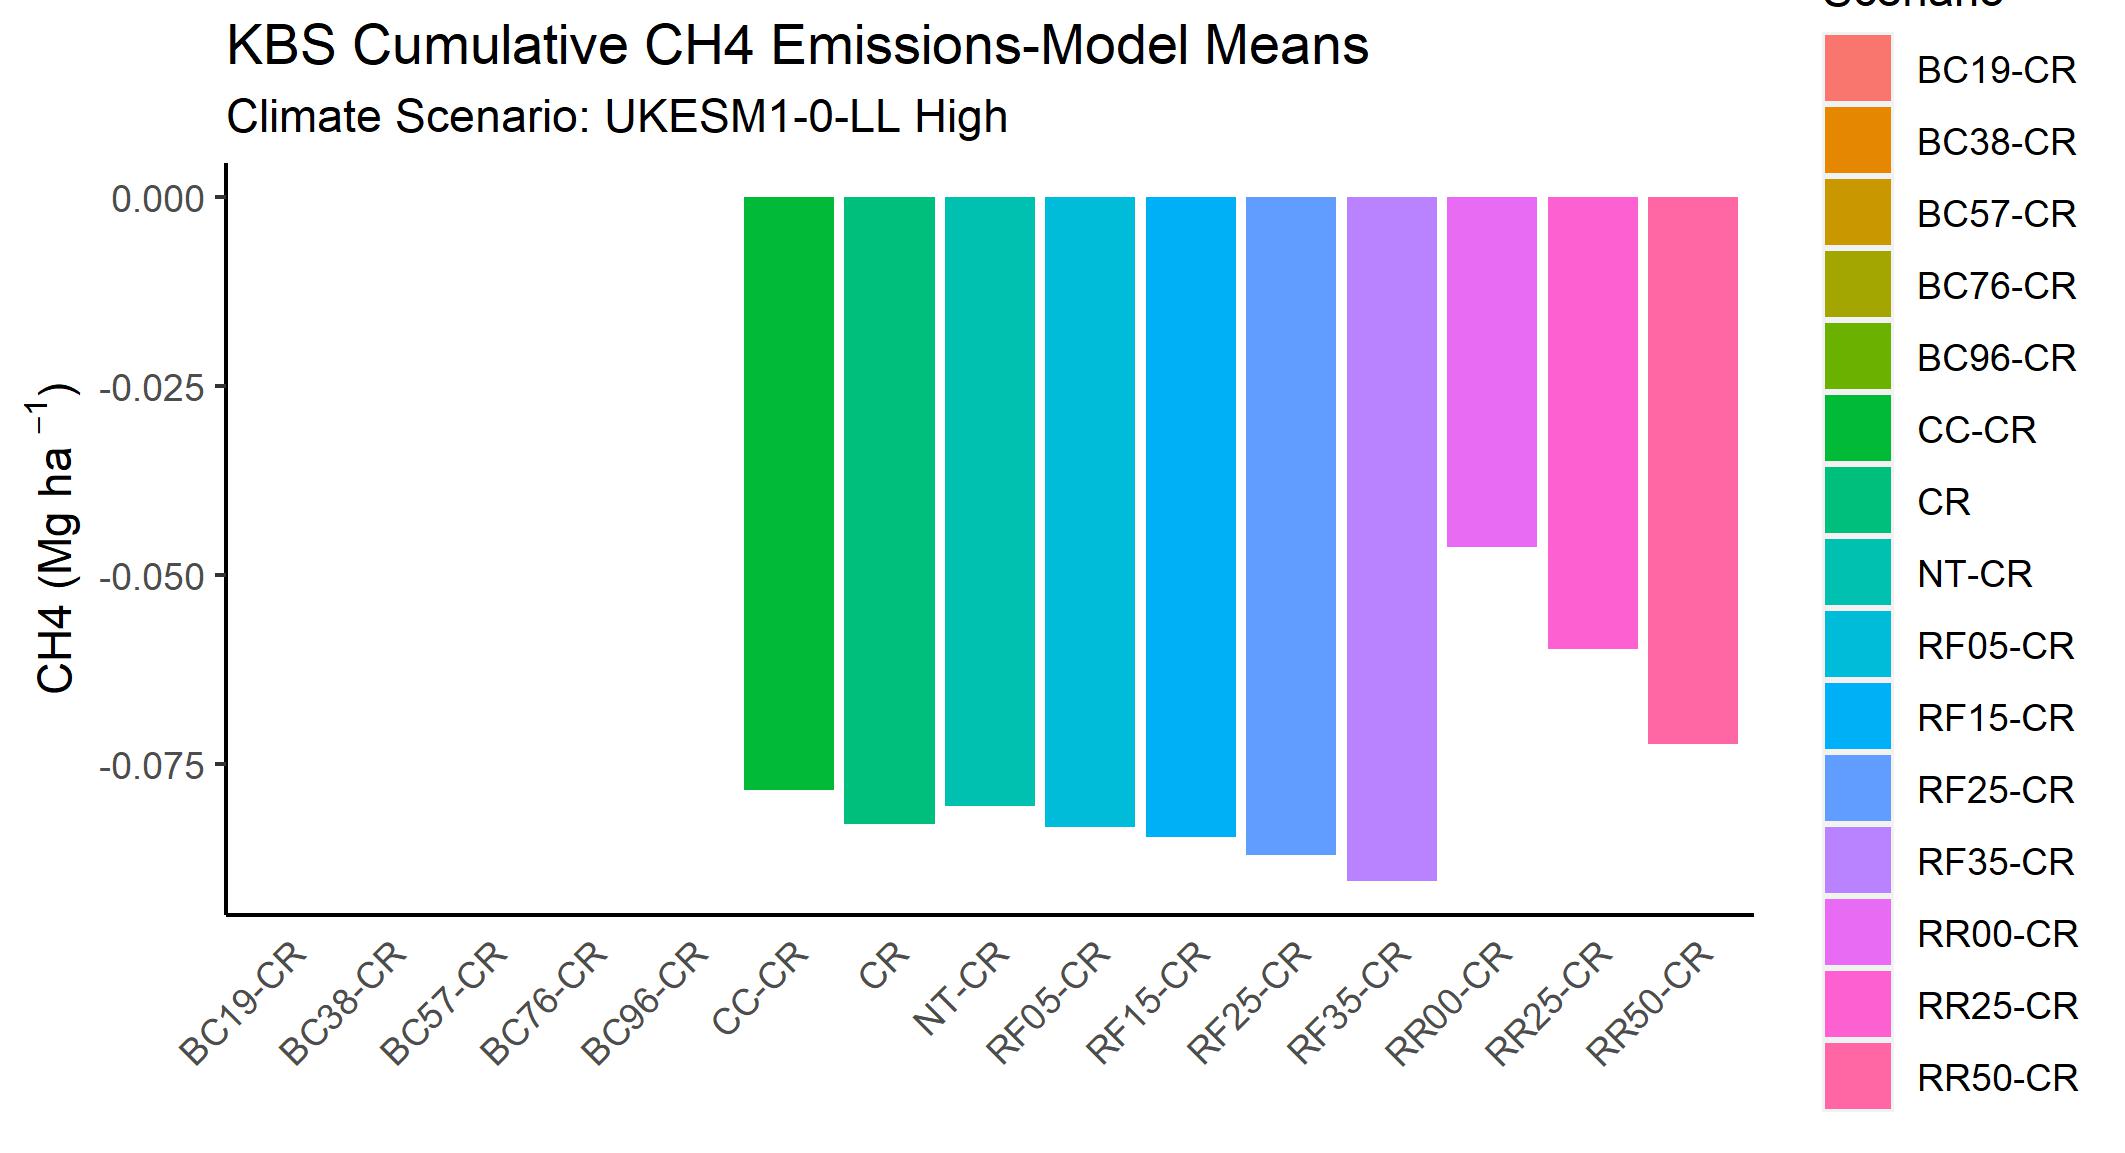 KBS Cumulative CH4 Emissions-Model Means
Climate Scenario: UKESM1-0-LL High
CH4 (Mg ha −1)
0.000
-0.025
-0.050
-0.075
BC19-CR
BC38-CR
BC57-CR
BC76-CR
BC96-CR
CC-CR
CR
NT-CR
RF05-CR
RF15-CR
RF25-CR
RF35-CR
RR00-CR
RR25-CR
RR50-CR
Scenario
BC19-CR
BC38-CR
BC57-CR
BC76-CR
BC96-CR
CC-CR
CR
NT-CR
RF05-CR
RF15-CR
RF25-CR
RF35-CR
RR00-CR
RR25-CR
RR50-CR